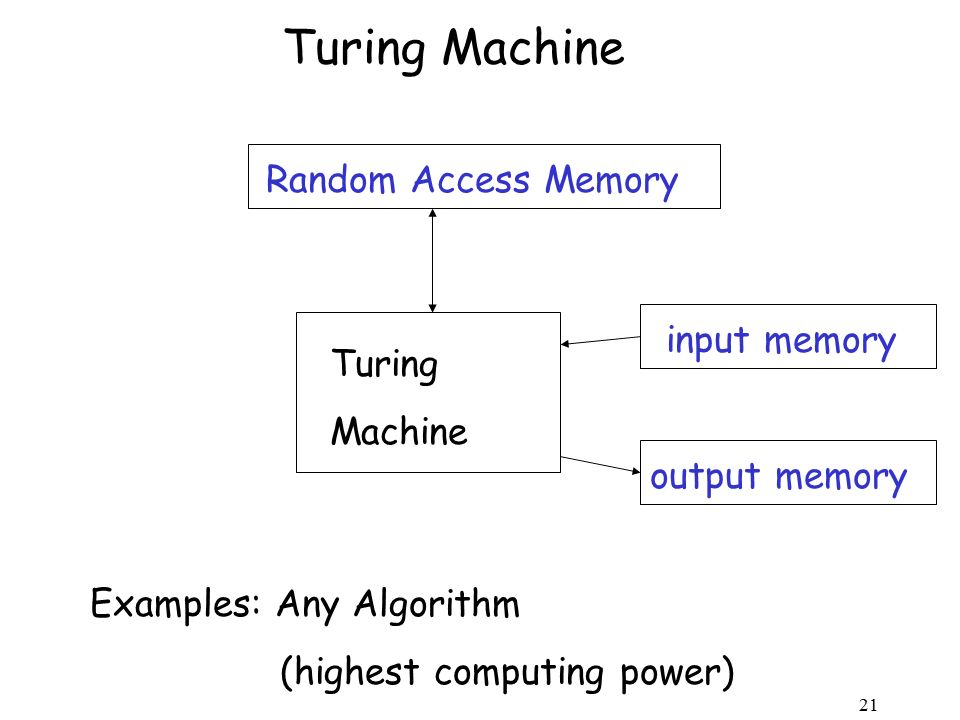 Turing Machine
Random Access Memory
Turing
Machine
input memory
output memory
Examples: Any Algorithm
(highest computing power)
21